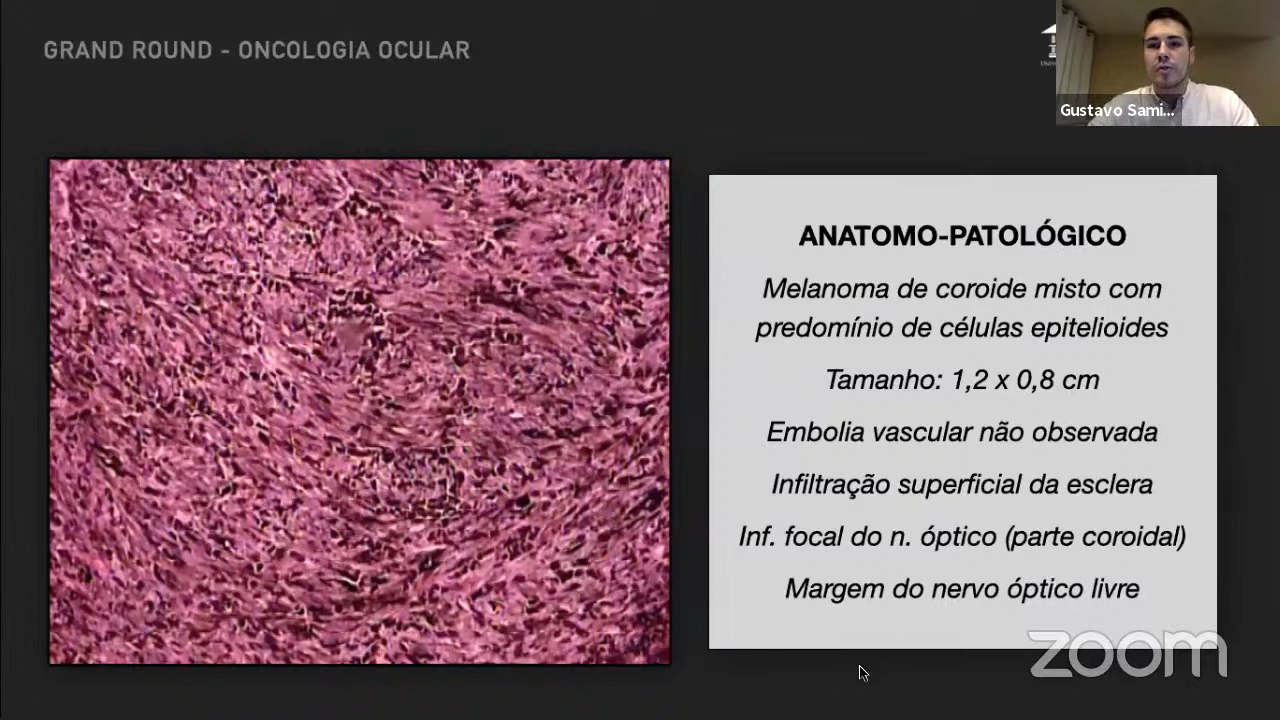 GRAND ROUND - ONCOLOGIA OCULAR
Gustavo Sami...
ANATOMO-PATOLÓGICO
Melanoma de coroide misto com
predomínio de células epitelioides
Tamanho: 1,2 x 0,8 cm
Embolia vascular não observada
Infiltração superficial da esclera
Inf. focal do n. óptico (parte coroidal)
Margem do nervo óptico livre
zoom